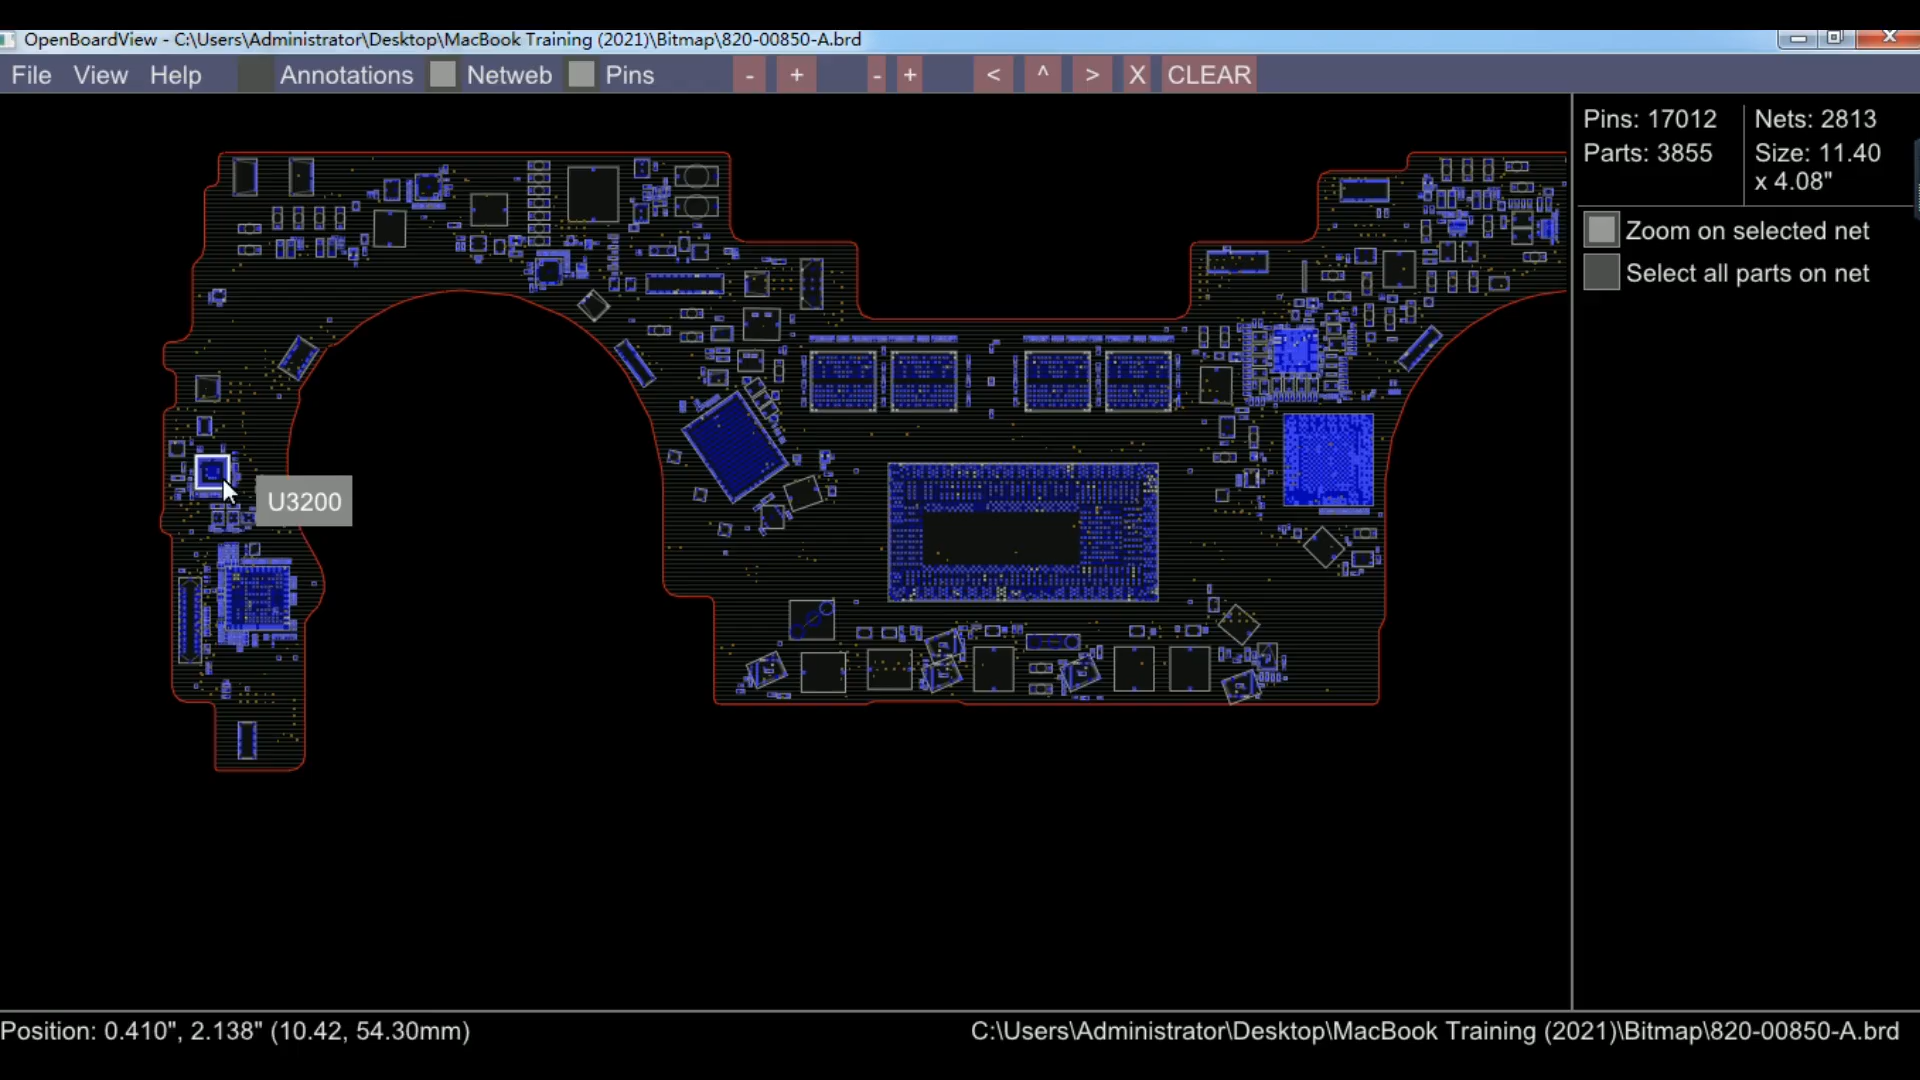 OpenBoardView - C:\Users\Administrator\Desktop\MacBook Training (2021)\Bitmap\820-00850-A.brd
File View Help Annotations Netweb Pins - + - + < ^ > X CLEAR
Pins: 17012 Nets: 2813
Parts: 3855 Size: 11.40
x 4.08"
Zoom on selected net
Select all parts on net
U3200
Position: 0.410", 2.138" (10.42, 54.30mm) C:\Users\Administrator\Desktop\MacBook Training (2021)\Bitmap\820-00850-A.brd